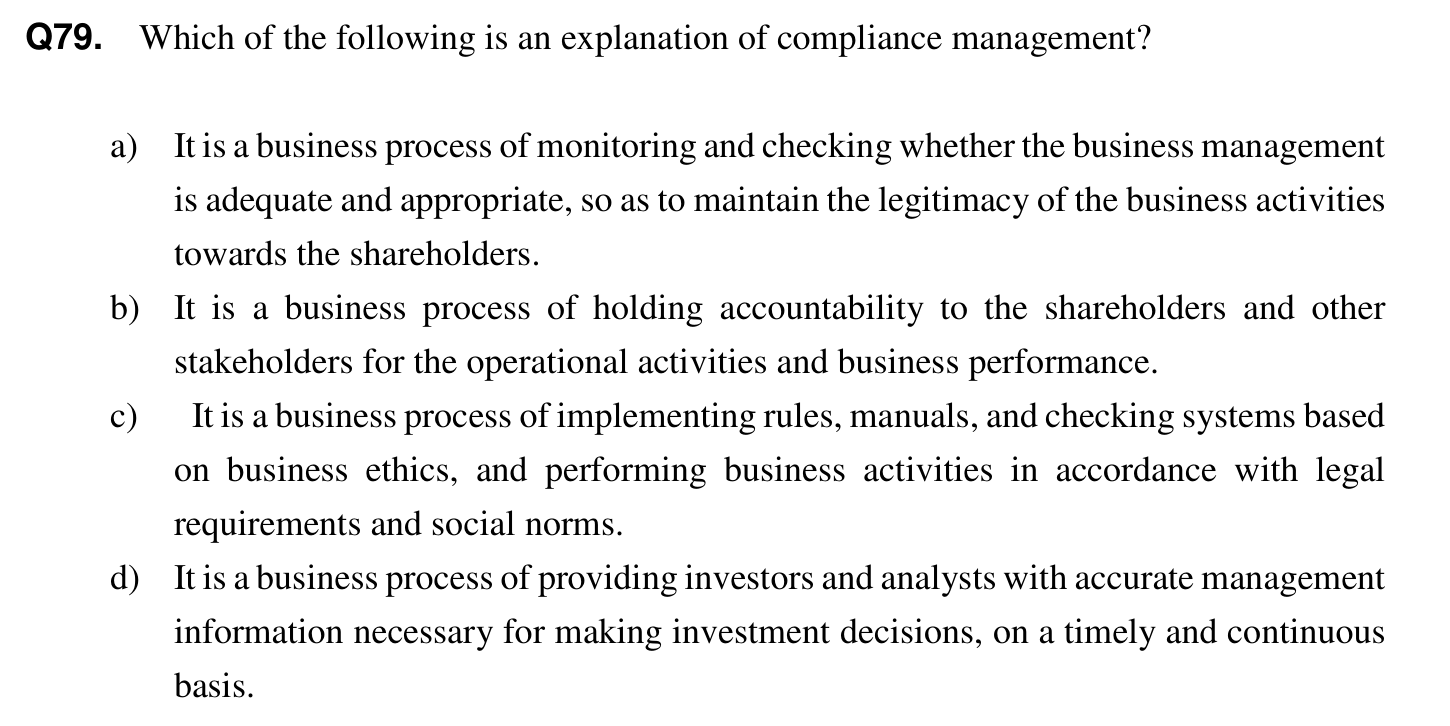 Q79. Which of the following is an explanation of compliance management?
a) It is a business process of monitoring and checking whether the business management
is adequate and appropriate, so as to maintain the legitimacy of the business activities
towards the shareholders.
b) It is a business process of holding accountability to the shareholders and other
stakeholders for the operational activities and business performance.
c) It is a business process of implementing rules, manuals, and checking systems based
on business ethics, and performing business activities in accordance with legal
requirements and social norms.
d) It is a business process of providing investors and analysts with accurate management
information necessary for making investment decisions, on a timely and continuous
basis.